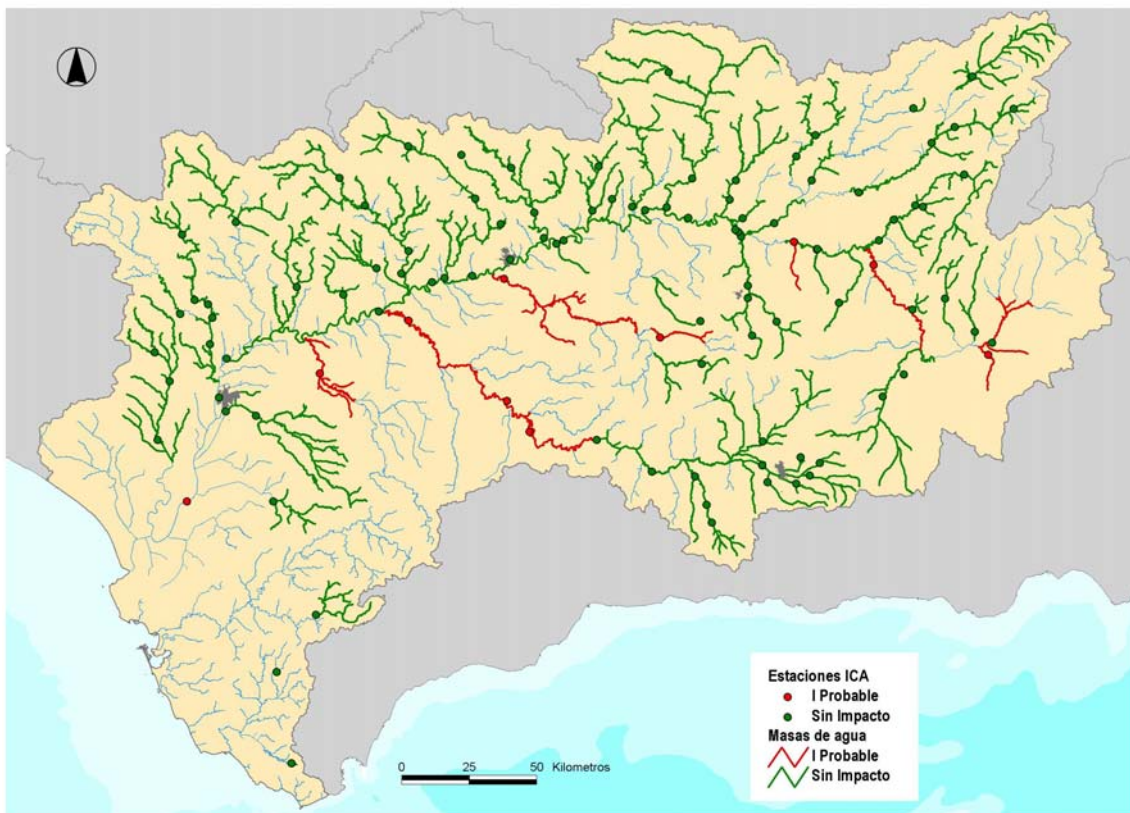 Estaciones ICA
I Probable
Sin Impacto
Masas de agua
I Probable
Sin Impacto
0 25 50 Kilometros